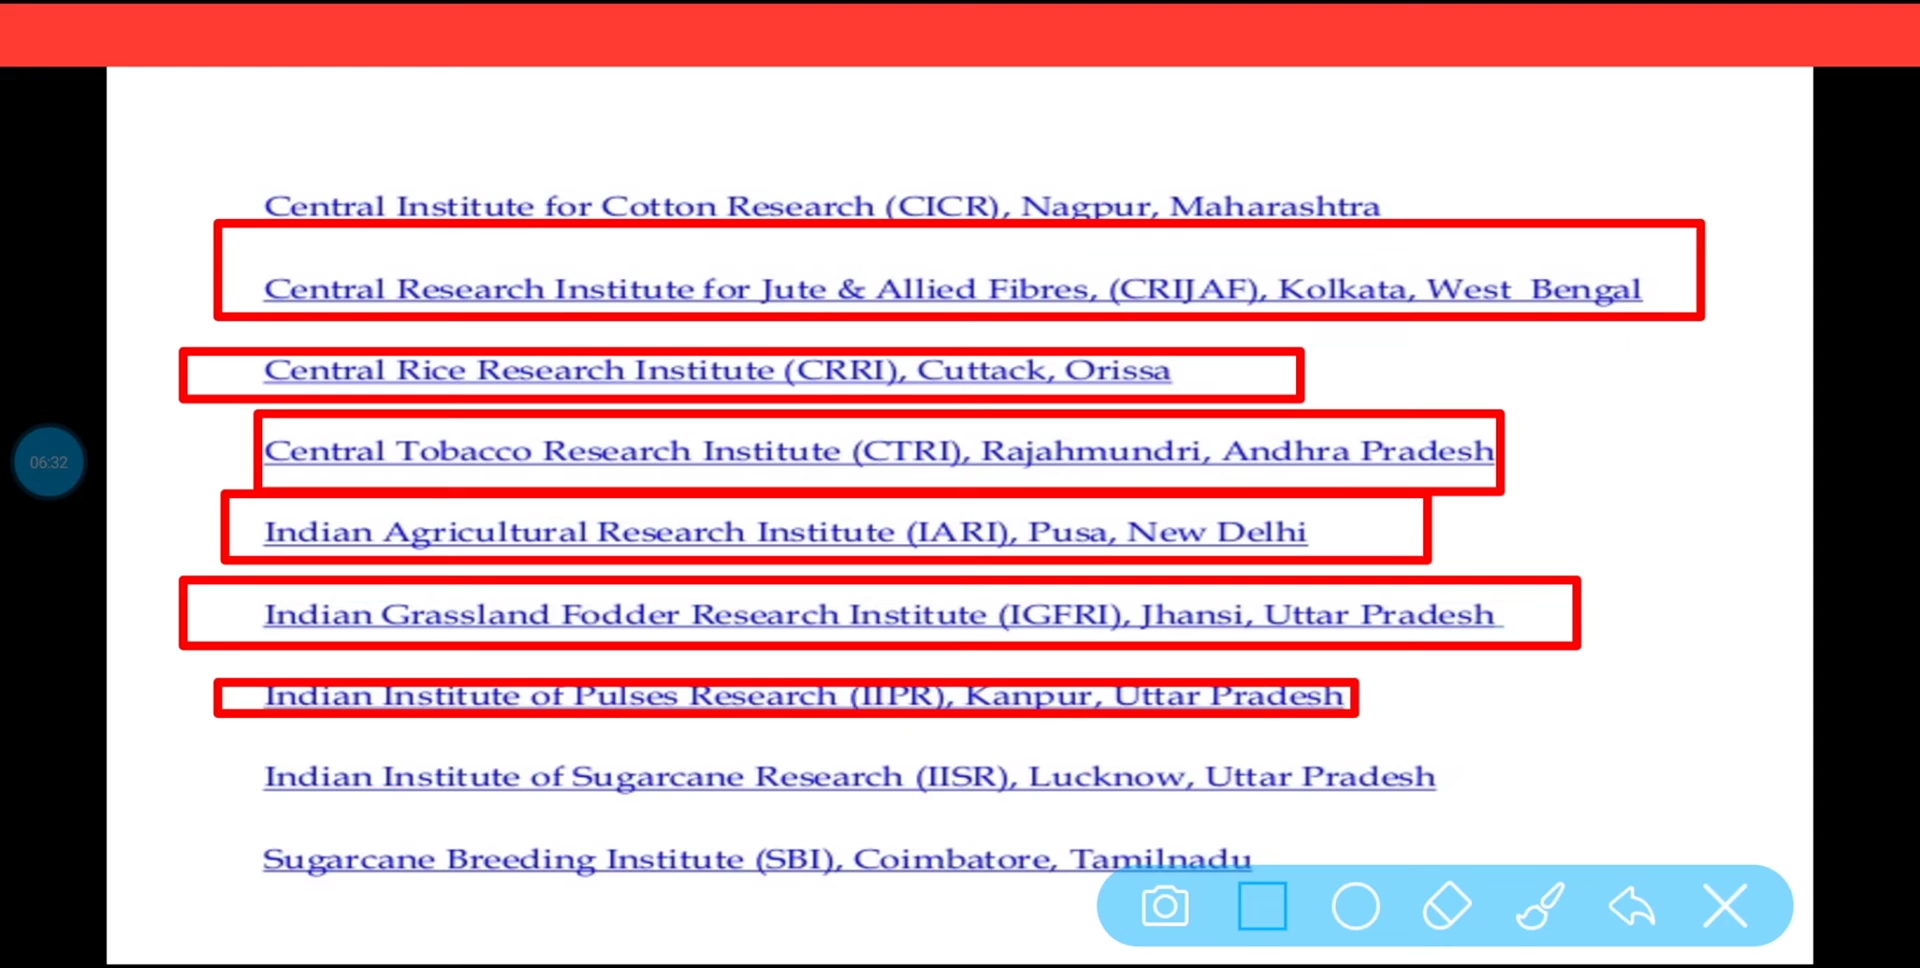 Central Institute for Cotton Research (CICR), Nagpur, Maharashtra
Central Research Institute for Jute & Allied Fibres, (CRIJAF), Kolkata, West Bengal
Central Rice Research Institute (CRRI), Cuttack, Orissa
Central Tobacco Research Institute (CTRI), Rajahmundri, Andhra Pradesh
06:32
Indian Agricultural Research Institute (IARI), Pusa, New Delhi
Indian Grassland Fodder Research Institute (IGFRI), Jhansi, Uttar Pradesh
Indian Institute of Pulses Research (IIPR), Kanpur, Uttar Pradesh
Indian Institute of Sugarcane Research (IISR), Lucknow, Uttar Pradesh
Sugarcane Breeding Institute (SBI), Coimbatore, Tamilnadu